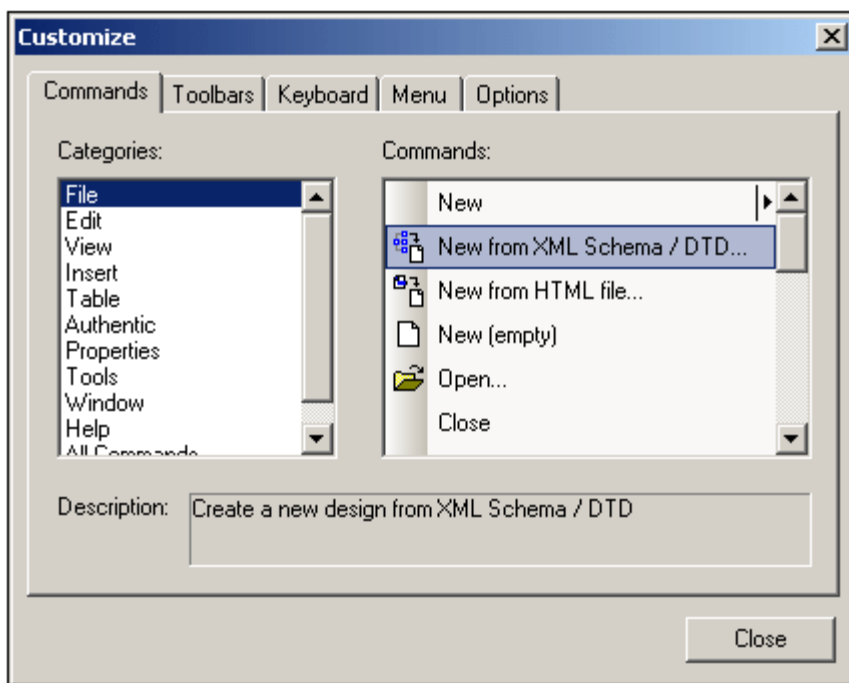 Customize
Commands Toolbars Keyboard Menu Options
Categories:
File
Edit
View
Insert
Table
Authentic
Properties
Tools
Window
Help
All Commands
Commands:
New
New from XML Schema / DTD...
New from HTML file...
New (empty)
Open...
Close
Description: Create a new design from XML Schema / DTD
Close